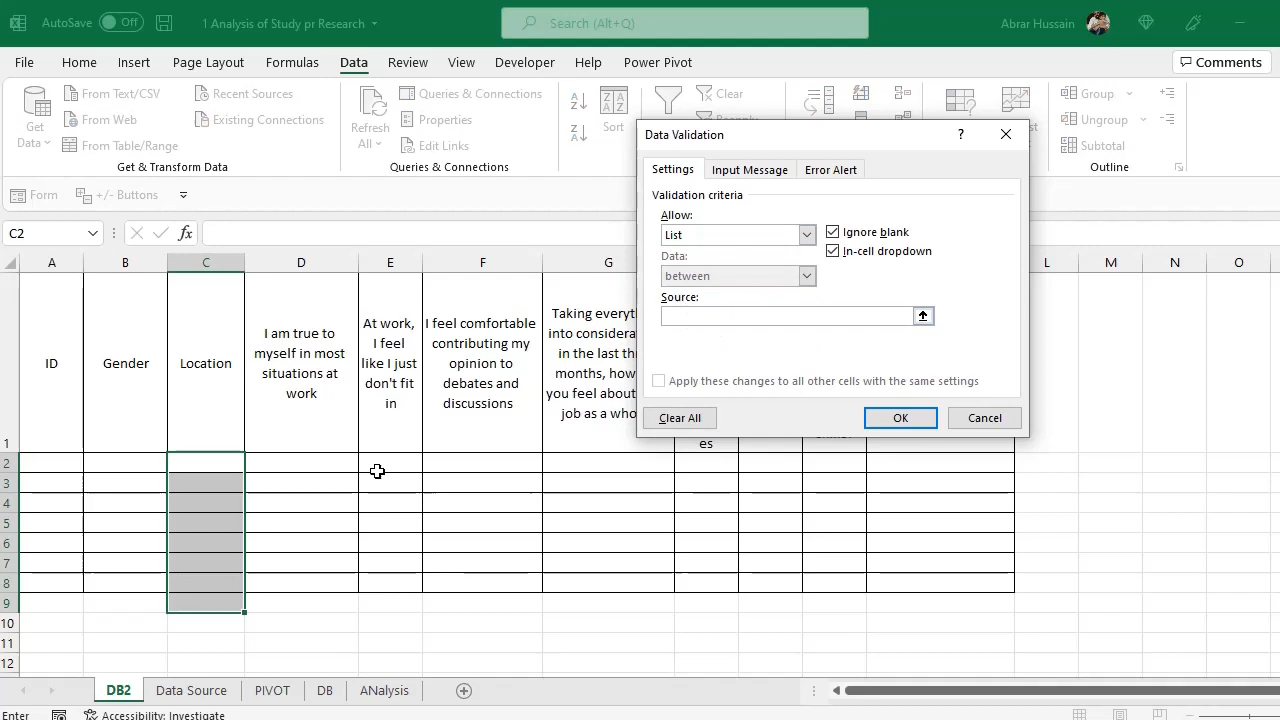 AutoSave Off 1 Analysis of Study pr Research Search (Alt+Q) Abrar Hussain
File Home Insert Page Layout Formulas Data Review View Developer Help Power Pivot Comments
From Text/CSV Recent Sources Queries & Connections Clear Group
Get Data From Web Existing Connections Refresh All Properties Sort Ungroup
From Table/Range Edit Links Subtotal
Get & Transform Data Queries & Connections Outline
Form +/- Buttons
C2 fx
Data Validation ? ×
Settings Input Message Error Alert
Validation criteria
Allow:
List Ignore blank
Data: In-cell dropdown
between
Source:
Apply these changes to all other cells with the same settings
Clear All OK Cancel
A B C D E F G L M N O
1
ID
Gender
Location
I am true to
myself in most
situations at
work
At work,
I feel
like I just
don't fit
in
I feel comfortable
contributing my
opinion to
debates and
discussions
Taking everyt
into considera
in the last th
months, how
you feel about
job as a who
es
2
3
4
5
6
7
8
9
10
11
12
DB2 Data Source PIVOT DB ANalysis
Enter Accessibility: Investigate